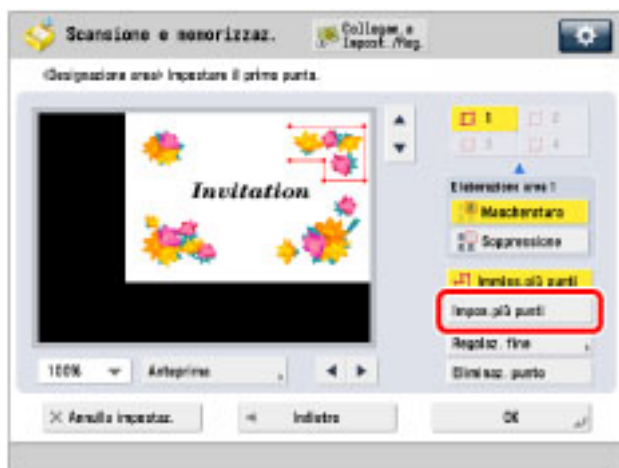 Scansione e memorizzaz.
Collegam. a
Impost./Reg.
<Designazione area> Impostare il primo punto.
1
2
3
4
Invitation
Elaborazione area 1
Mascheratura
Soppressione
Immiss.più punti
Impos.più punti
Regolaz. fine
100%
Anteprima
Eliminaz. punto
Annulla impostaz.
Indietro
OK